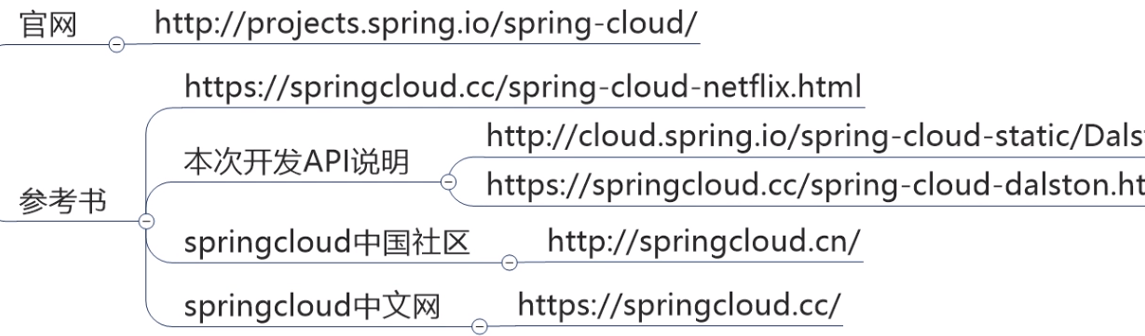 官网
http://projects.spring.io/spring-cloud/
https://springcloud.cc/spring-cloud-netflix.html
本次开发API说明
http://cloud.spring.io/spring-cloud-static/Dals
https://springcloud.cc/spring-cloud-dalston.ht
参考书
springcloud中国社区
http://springcloud.cn/
springcloud中文网
https://springcloud.cc/